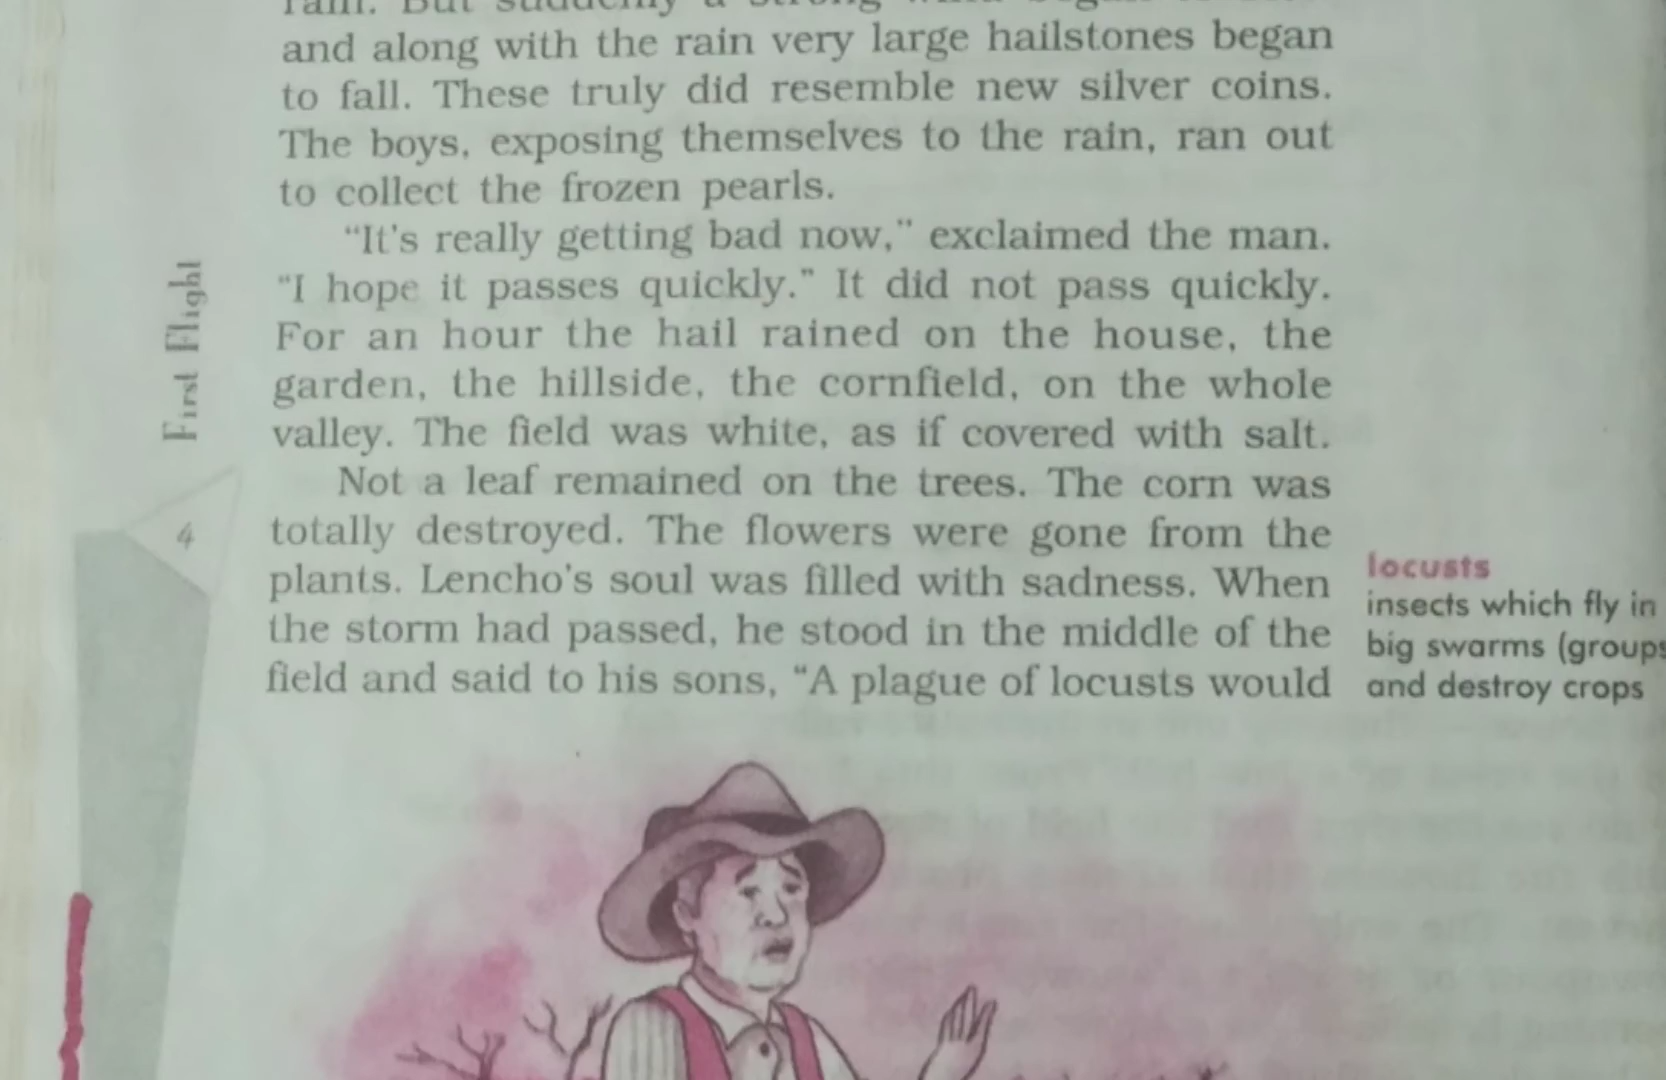 rain. But suddenly a strong wind began to
and along with the rain very large hailstones began
to fall. These truly did resemble new silver coins.
The boys, exposing themselves to the rain, ran out
to collect the frozen pearls.
“It's really getting bad now,” exclaimed the man.
“I hope it passes quickly.” It did not pass quickly.
For an hour the hail rained on the house, the
garden, the hillside, the cornfield, on the whole
valley. The field was white, as if covered with salt.
Not a leaf remained on the trees. The corn was
totally destroyed. The flowers were gone from the
plants. Lencho's soul was filled with sadness. When
the storm had passed, he stood in the middle of the
field and said to his sons, “A plague of locusts would
locusts
insects which fly in
big swarms (groups
and destroy crops
First Flight
4